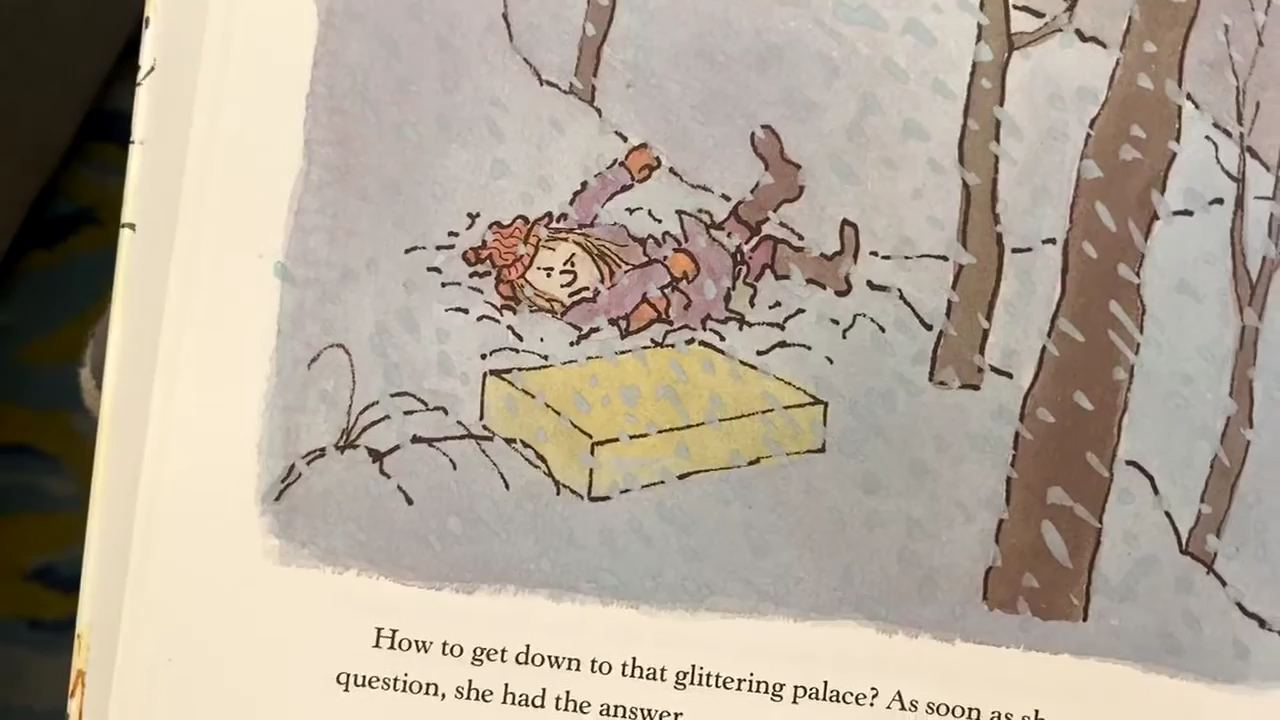 How to get down to that glittering palace? As soon as
question, she had the answer